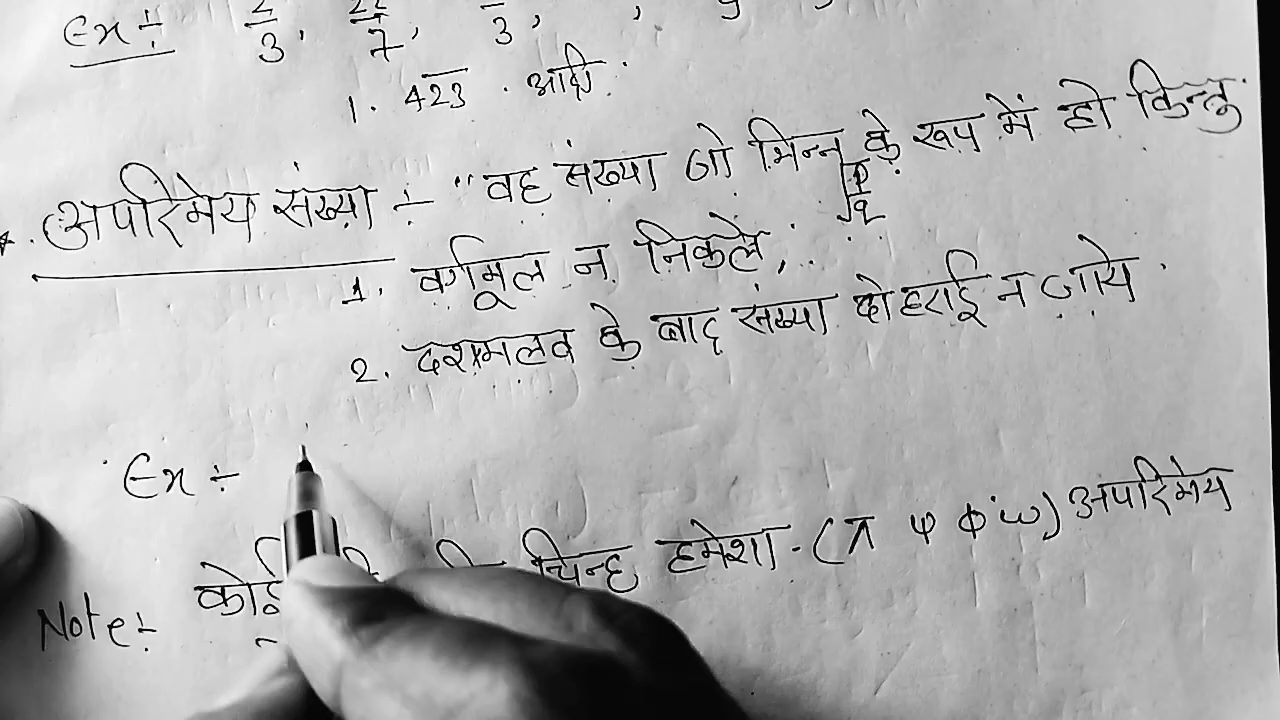 Ex ÷ 2/3, 22/7, /3,
1.423̅ . आदि
अपरिमेय संख्या ÷ "वह संख्या जो भिन्न के रूप में हो किन्तु
p/q
1. वर्गमूल न निकले,
2. दशमलव के बाद संख्या दोहराई न जाये .
Ex ÷
Note:- कोई चिन्ह हमेशा - (π ψ ϕ ω) अपरिमेय